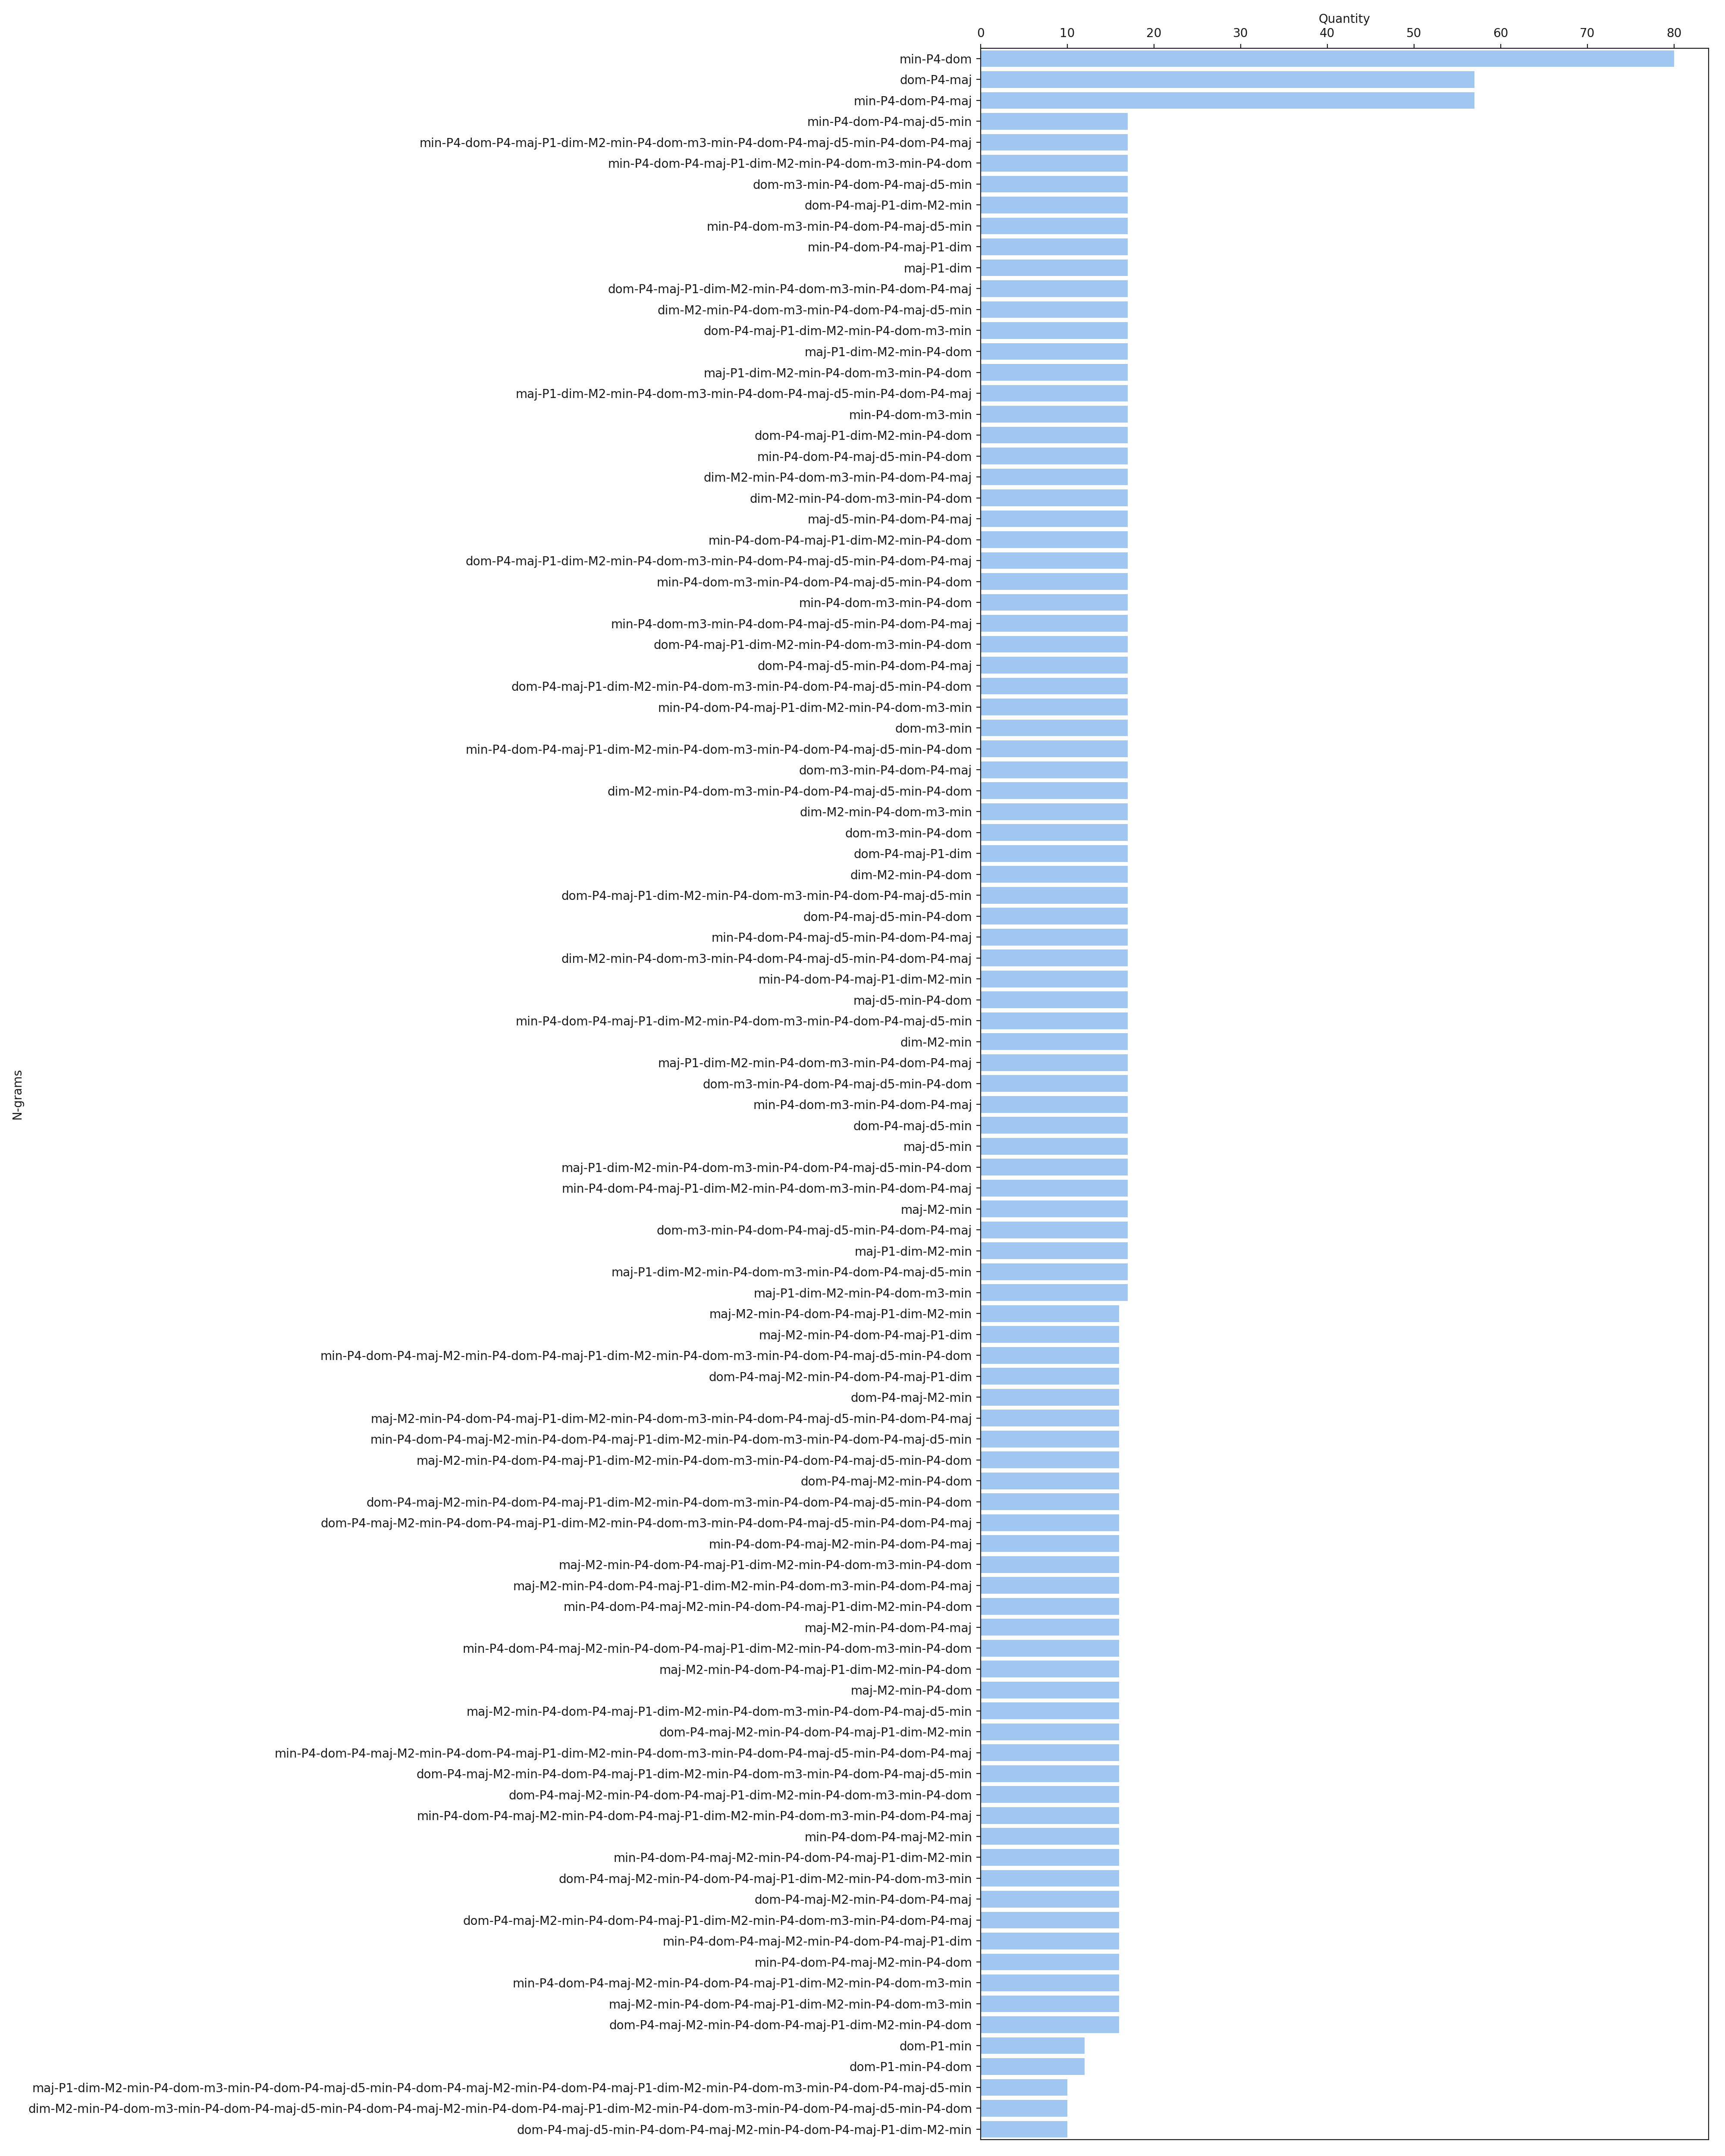 Quantity
0 10 20 30 40 50 60 70 80
min-P4-dom
dom-P4-maj
min-P4-dom-P4-maj
min-P4-dom-P4-maj-d5-min
min-P4-dom-P4-maj-P1-dim-M2-min-P4-dom-m3-min-P4-dom-P4-maj-d5-min-P4-dom-P4-maj
min-P4-dom-P4-maj-P1-dim-M2-min-P4-dom-m3-min-P4-dom
dom-m3-min-P4-dom-P4-maj-d5-min
dom-P4-maj-P1-dim-M2-min
min-P4-dom-m3-min-P4-dom-P4-maj-d5-min
min-P4-dom-P4-maj-P1-dim
maj-P1-dim
dom-P4-maj-P1-dim-M2-min-P4-dom-m3-min-P4-dom-P4-maj
dim-M2-min-P4-dom-m3-min-P4-dom-P4-maj-d5-min
dom-P4-maj-P1-dim-M2-min-P4-dom-m3-min
maj-P1-dim-M2-min-P4-dom
maj-P1-dim-M2-min-P4-dom-m3-min-P4-dom
maj-P1-dim-M2-min-P4-dom-m3-min-P4-dom-P4-maj-d5-min-P4-dom-P4-maj
min-P4-dom-m3-min
dom-P4-maj-P1-dim-M2-min-P4-dom
min-P4-dom-P4-maj-d5-min-P4-dom
dim-M2-min-P4-dom-m3-min-P4-dom-P4-maj
dim-M2-min-P4-dom-m3-min-P4-dom
maj-d5-min-P4-dom-P4-maj
min-P4-dom-P4-maj-P1-dim-M2-min-P4-dom
dom-P4-maj-P1-dim-M2-min-P4-dom-m3-min-P4-dom-P4-maj-d5-min-P4-dom-P4-maj
min-P4-dom-m3-min-P4-dom-P4-maj-d5-min-P4-dom
min-P4-dom-m3-min-P4-dom
min-P4-dom-m3-min-P4-dom-P4-maj-d5-min-P4-dom-P4-maj
dom-P4-maj-P1-dim-M2-min-P4-dom-m3-min-P4-dom
dom-P4-maj-d5-min-P4-dom-P4-maj
dom-P4-maj-P1-dim-M2-min-P4-dom-m3-min-P4-dom-P4-maj-d5-min-P4-dom
min-P4-dom-P4-maj-P1-dim-M2-min-P4-dom-m3-min
dom-m3-min
min-P4-dom-P4-maj-P1-dim-M2-min-P4-dom-m3-min-P4-dom-P4-maj-d5-min-P4-dom
dom-m3-min-P4-dom-P4-maj
dim-M2-min-P4-dom-m3-min-P4-dom-P4-maj-d5-min-P4-dom
dim-M2-min-P4-dom-m3-min
dom-m3-min-P4-dom
dom-P4-maj-P1-dim
dim-M2-min-P4-dom
dom-P4-maj-P1-dim-M2-min-P4-dom-m3-min-P4-dom-P4-maj-d5-min
dom-P4-maj-d5-min-P4-dom
min-P4-dom-P4-maj-d5-min-P4-dom-P4-maj
dim-M2-min-P4-dom-m3-min-P4-dom-P4-maj-d5-min-P4-dom-P4-maj
min-P4-dom-P4-maj-P1-dim-M2-min
maj-d5-min-P4-dom
min-P4-dom-P4-maj-P1-dim-M2-min-P4-dom-m3-min-P4-dom-P4-maj-d5-min
dim-M2-min
maj-P1-dim-M2-min-P4-dom-m3-min-P4-dom-P4-maj
dom-m3-min-P4-dom-P4-maj-d5-min-P4-dom
min-P4-dom-m3-min-P4-dom-P4-maj
dom-P4-maj-d5-min
maj-d5-min
maj-P1-dim-M2-min-P4-dom-m3-min-P4-dom-P4-maj-d5-min-P4-dom
min-P4-dom-P4-maj-P1-dim-M2-min-P4-dom-m3-min-P4-dom-P4-maj
maj-M2-min
dom-m3-min-P4-dom-P4-maj-d5-min-P4-dom-P4-maj
maj-P1-dim-M2-min
maj-P1-dim-M2-min-P4-dom-m3-min-P4-dom-P4-maj-d5-min
maj-P1-dim-M2-min-P4-dom-m3-min
maj-M2-min-P4-dom-P4-maj-P1-dim-M2-min
maj-M2-min-P4-dom-P4-maj-P1-dim
min-P4-dom-P4-maj-M2-min-P4-dom-P4-maj-P1-dim-M2-min-P4-dom-m3-min-P4-dom-P4-maj-d5-min-P4-dom
dom-P4-maj-M2-min-P4-dom-P4-maj-P1-dim
dom-P4-maj-M2-min
maj-M2-min-P4-dom-P4-maj-P1-dim-M2-min-P4-dom-m3-min-P4-dom-P4-maj-d5-min-P4-dom-P4-maj
min-P4-dom-P4-maj-M2-min-P4-dom-P4-maj-P1-dim-M2-min-P4-dom-m3-min-P4-dom-P4-maj-d5-min
maj-M2-min-P4-dom-P4-maj-P1-dim-M2-min-P4-dom-m3-min-P4-dom-P4-maj-d5-min-P4-dom
dom-P4-maj-M2-min-P4-dom
dom-P4-maj-M2-min-P4-dom-P4-maj-P1-dim-M2-min-P4-dom-m3-min-P4-dom-P4-maj-d5-min-P4-dom
dom-P4-maj-M2-min-P4-dom-P4-maj-P1-dim-M2-min-P4-dom-m3-min-P4-dom-P4-maj-d5-min-P4-dom-P4-maj
min-P4-dom-P4-maj-M2-min-P4-dom-P4-maj
maj-M2-min-P4-dom-P4-maj-P1-dim-M2-min-P4-dom-m3-min-P4-dom
maj-M2-min-P4-dom-P4-maj-P1-dim-M2-min-P4-dom-m3-min-P4-dom-P4-maj
min-P4-dom-P4-maj-M2-min-P4-dom-P4-maj-P1-dim-M2-min-P4-dom
maj-M2-min-P4-dom-P4-maj
min-P4-dom-P4-maj-M2-min-P4-dom-P4-maj-P1-dim-M2-min-P4-dom-m3-min-P4-dom
maj-M2-min-P4-dom-P4-maj-P1-dim-M2-min-P4-dom
maj-M2-min-P4-dom
maj-M2-min-P4-dom-P4-maj-P1-dim-M2-min-P4-dom-m3-min-P4-dom-P4-maj-d5-min
dom-P4-maj-M2-min-P4-dom-P4-maj-P1-dim-M2-min
min-P4-dom-P4-maj-M2-min-P4-dom-P4-maj-P1-dim-M2-min-P4-dom-m3-min-P4-dom-P4-maj-d5-min-P4-dom-P4-maj
dom-P4-maj-M2-min-P4-dom-P4-maj-P1-dim-M2-min-P4-dom-m3-min-P4-dom-P4-maj-d5-min
dom-P4-maj-M2-min-P4-dom-P4-maj-P1-dim-M2-min-P4-dom-m3-min-P4-dom
min-P4-dom-P4-maj-M2-min-P4-dom-P4-maj-P1-dim-M2-min-P4-dom-m3-min-P4-dom-P4-maj
min-P4-dom-P4-maj-M2-min
min-P4-dom-P4-maj-M2-min-P4-dom-P4-maj-P1-dim-M2-min
dom-P4-maj-M2-min-P4-dom-P4-maj-P1-dim-M2-min-P4-dom-m3-min
dom-P4-maj-M2-min-P4-dom-P4-maj
dom-P4-maj-M2-min-P4-dom-P4-maj-P1-dim-M2-min-P4-dom-m3-min-P4-dom-P4-maj
min-P4-dom-P4-maj-M2-min-P4-dom-P4-maj-P1-dim
min-P4-dom-P4-maj-M2-min-P4-dom
min-P4-dom-P4-maj-M2-min-P4-dom-P4-maj-P1-dim-M2-min-P4-dom-m3-min
maj-M2-min-P4-dom-P4-maj-P1-dim-M2-min-P4-dom-m3-min
dom-P4-maj-M2-min-P4-dom-P4-maj-P1-dim-M2-min-P4-dom
dom-P1-min
dom-P1-min-P4-dom
maj-P1-dim-M2-min-P4-dom-m3-min-P4-dom-P4-maj-d5-min-P4-dom-P4-maj-M2-min-P4-dom-P4-maj-P1-dim-M2-min-P4-dom-m3-min-P4-dom-P4-maj-d5-min
dim-M2-min-P4-dom-m3-min-P4-dom-P4-maj-d5-min-P4-dom-P4-maj-M2-min-P4-dom-P4-maj-P1-dim-M2-min-P4-dom-m3-min-P4-dom-P4-maj-d5-min-P4-dom
dom-P4-maj-d5-min-P4-dom-P4-maj-M2-min-P4-dom-P4-maj-P1-dim-M2-min
N-grams